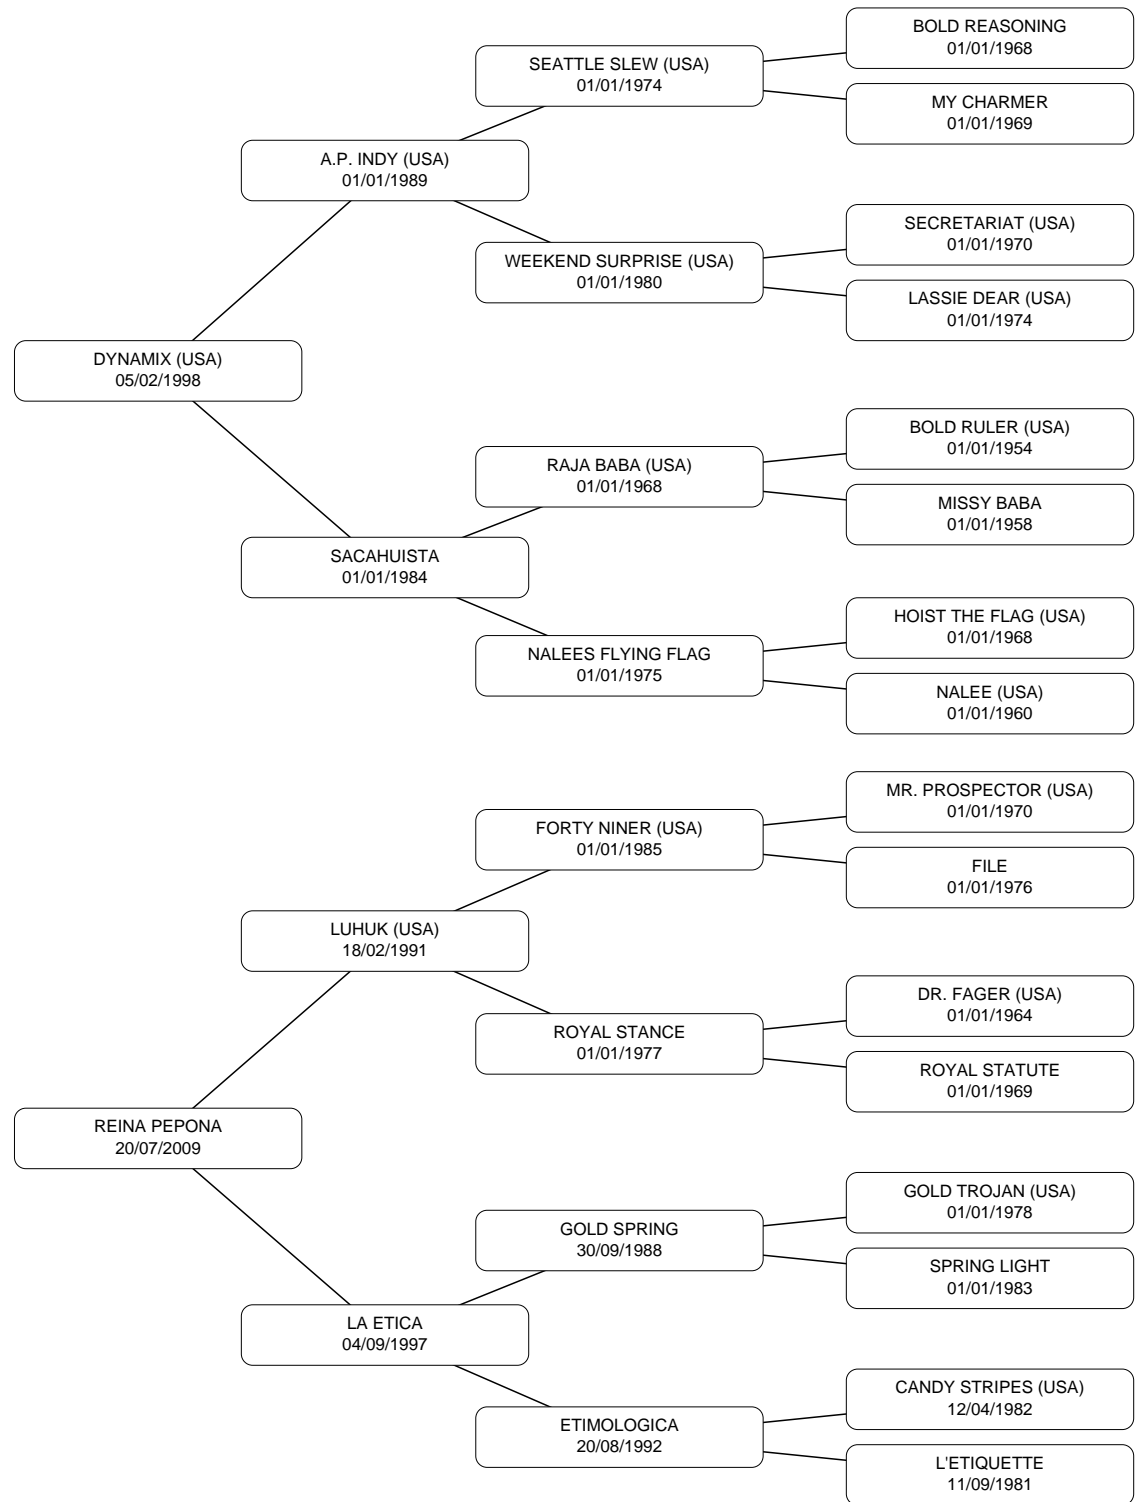 BOLD REASONING
01/01/1968
SEATTLE SLEW (USA)
01/01/1974
MY CHARMER
01/01/1969
A.P. INDY (USA)
01/01/1989
SECRETARIAT (USA)
01/01/1970
WEEKEND SURPRISE (USA)
01/01/1980
LASSIE DEAR (USA)
01/01/1974
DYNAMIX (USA)
05/02/1998
BOLD RULER (USA)
01/01/1954
RAJA BABA (USA)
01/01/1968
MISSY BABA
01/01/1958
SACAHUISTA
01/01/1984
HOIST THE FLAG (USA)
01/01/1968
NALEES FLYING FLAG
01/01/1975
NALEE (USA)
01/01/1960
MR. PROSPECTOR (USA)
01/01/1970
FORTY NINER (USA)
01/01/1985
FILE
01/01/1976
LUHUK (USA)
18/02/1991
DR. FAGER (USA)
01/01/1964
ROYAL STANCE
01/01/1977
ROYAL STATUTE
01/01/1969
REINA PEPONA
20/07/2009
GOLD TROJAN (USA)
01/01/1978
GOLD SPRING
30/09/1988
SPRING LIGHT
01/01/1983
LA ETICA
04/09/1997
CANDY STRIPES (USA)
12/04/1982
ETIMOLOGICA
20/08/1992
L'ETIQUETTE
11/09/1981